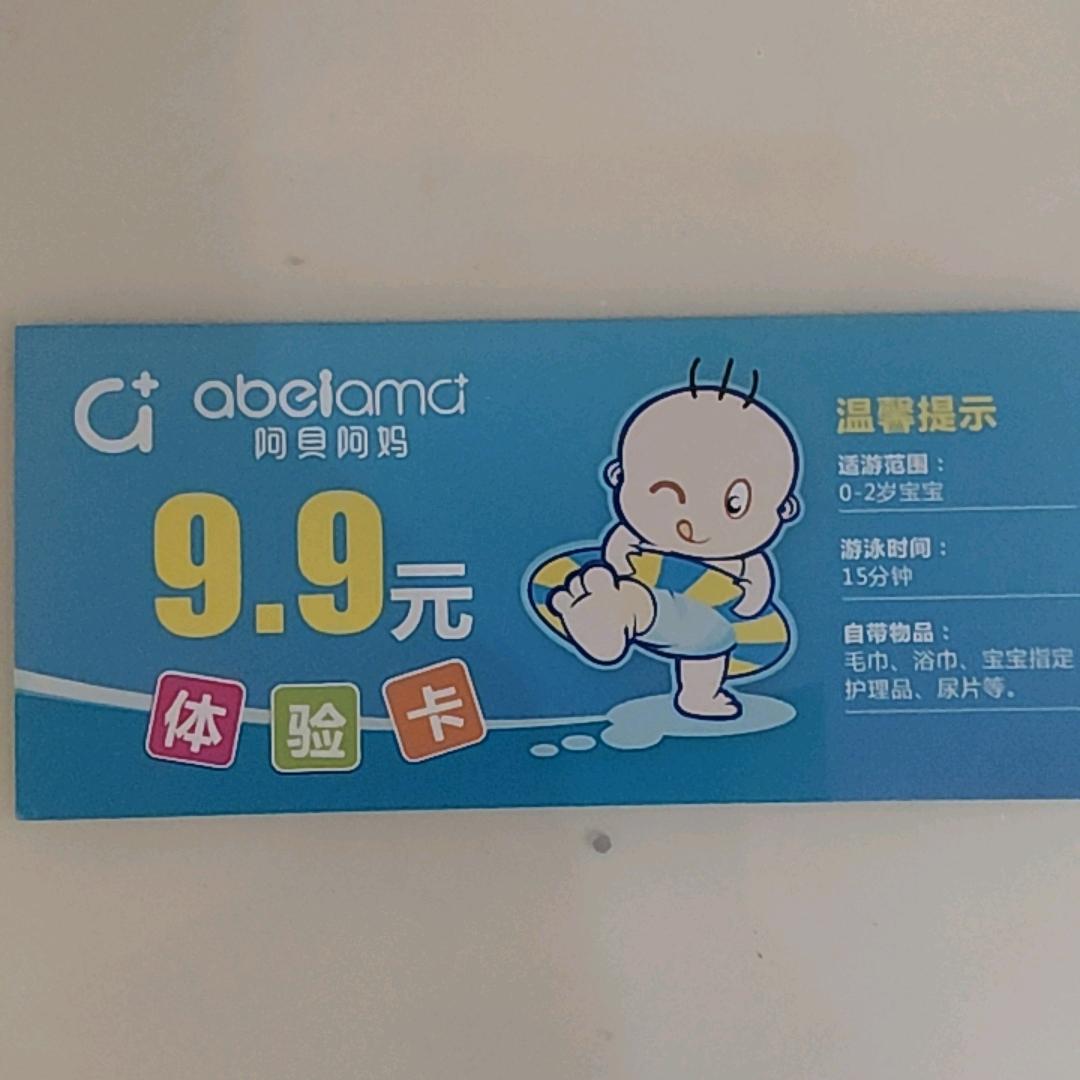 abeiama
阿贝阿妈
9.9元
体验卡
温馨提示
适游范围：
0-2岁宝宝
游泳时间：
15分钟
自带物品：
毛巾、浴巾、宝宝指定
护理品、尿片等。